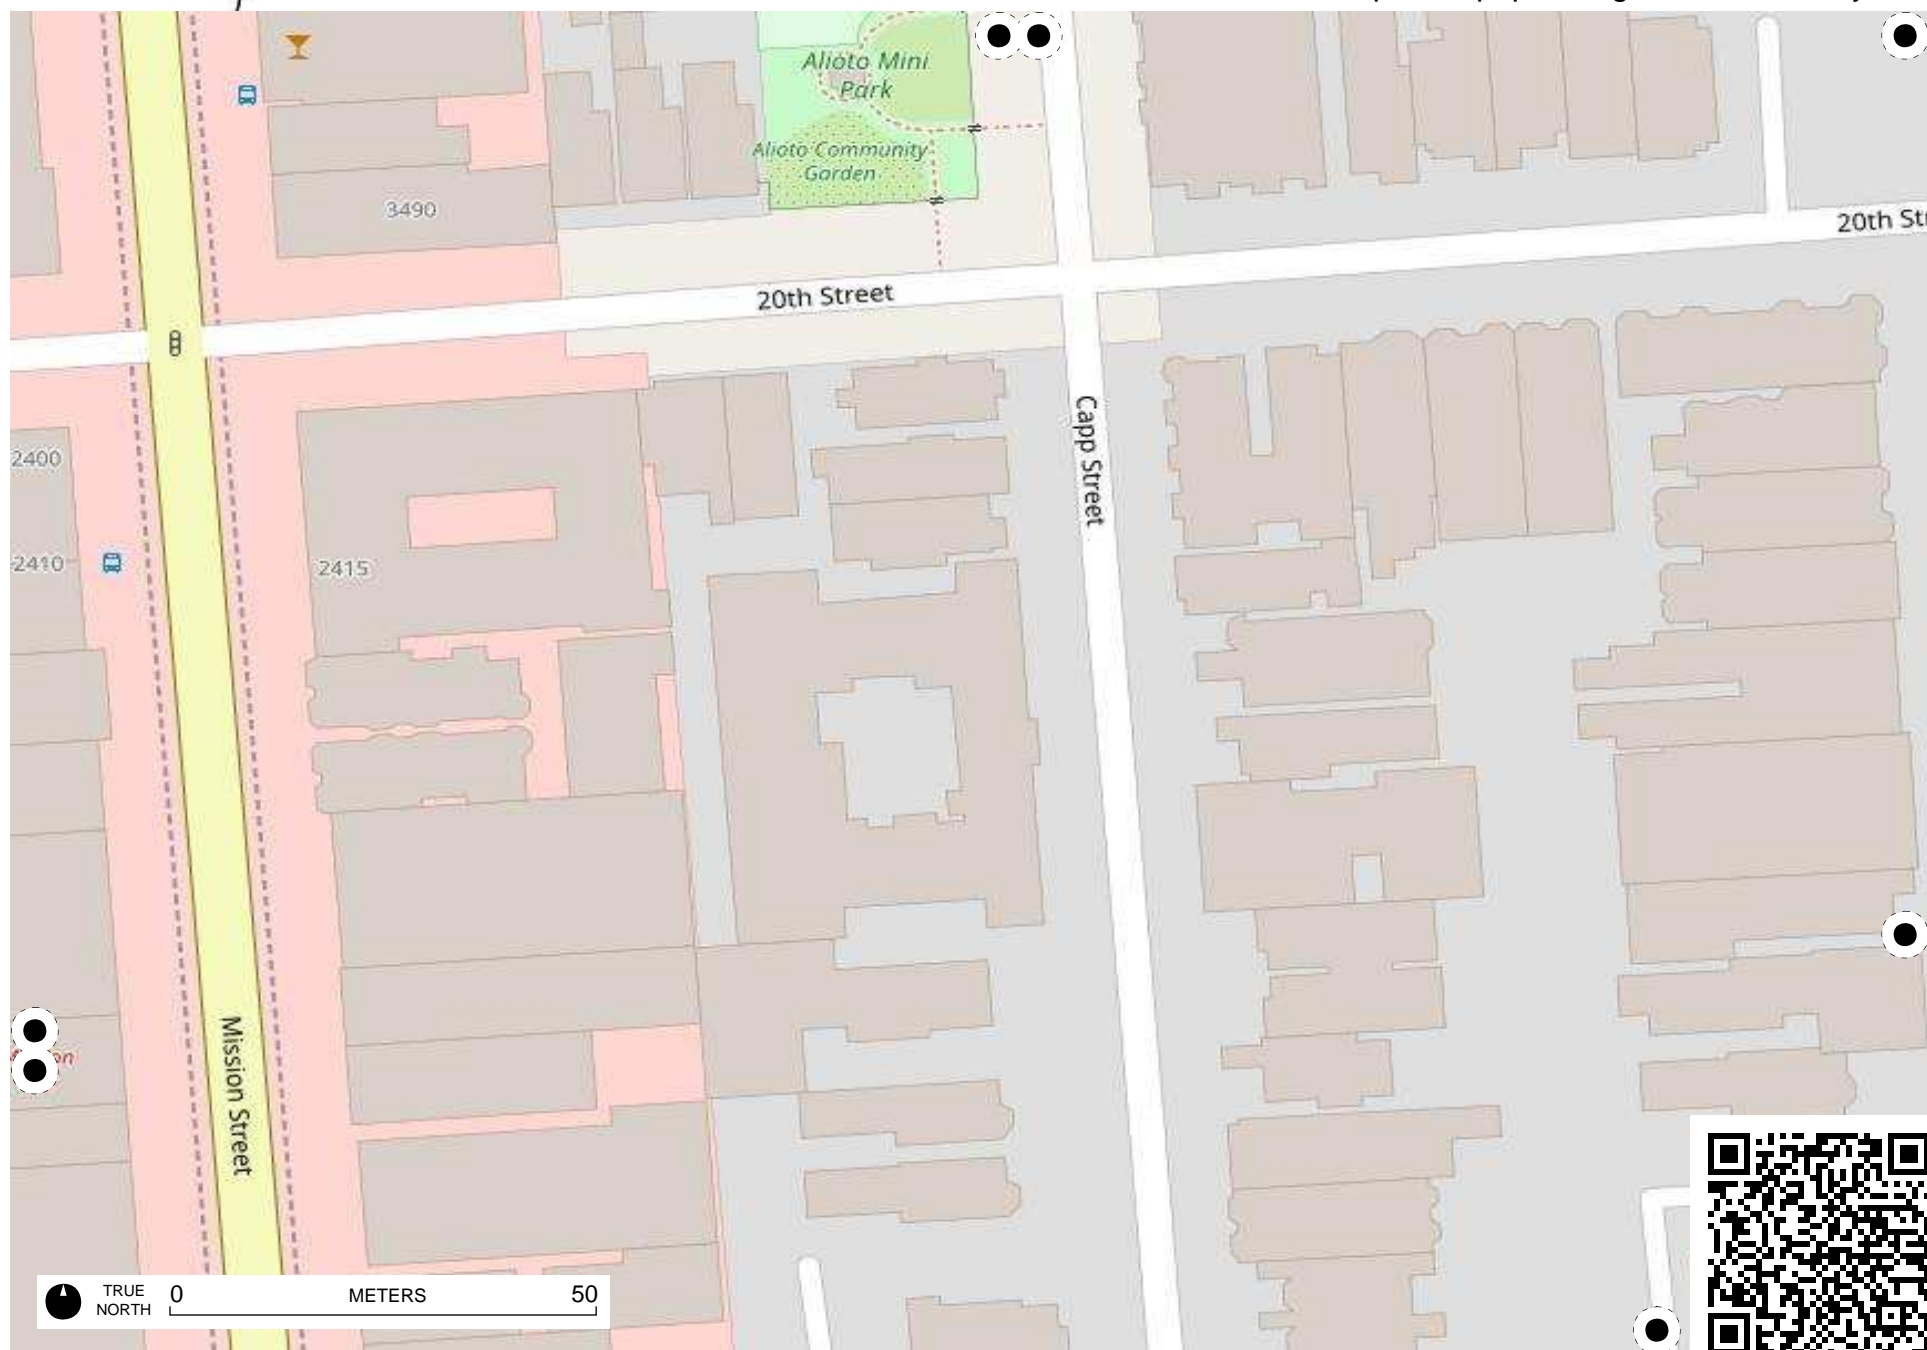 Alioto Mini
Park
Alioto Community
Garden
3490
20th Str
20th Street
2400
Capp Street
2410
2415
Mission Street
TRUE
NORTH
0
METERS
50